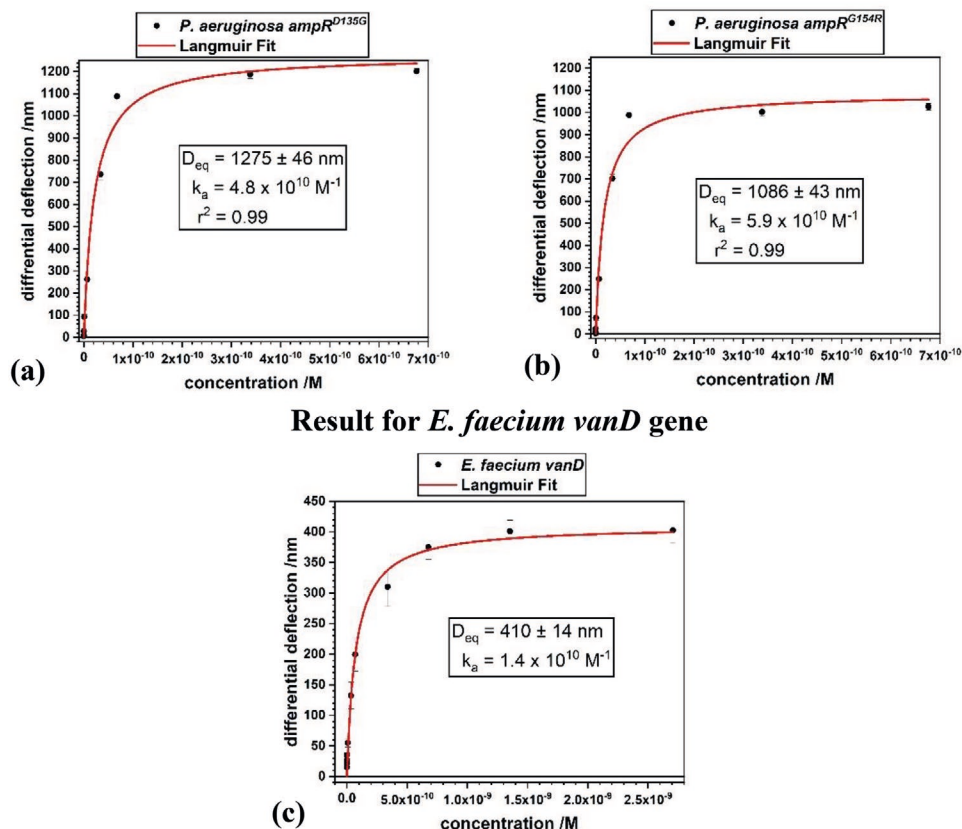 P. aeruginosa ampR^D135G
Langmuir Fit
diffrential deflection /nm
1200
1100
1000
900
800
700
600
500
400
300
200
100
0
D_eq = 1275 ± 46 nm
k_a = 4.8 x 10^10 M^-1
r^2 = 0.99
0 1x10^-10 2x10^-10 3x10^-10 4x10^-10 5x10^-10 6x10^-10 7x10^-10
concentration /M
(a)
P. aeruginosa ampR^G154R
Langmuir Fit
differential deflection /nm
1200
1100
1000
900
800
700
600
500
400
300
200
100
0
D_eq = 1086 ± 43 nm
k_a = 5.9 x 10^10 M^-1
r^2 = 0.99
0 1x10^-10 2x10^-10 3x10^-10 4x10^-10 5x10^-10 6x10^-10 7x10^-10
concentration /M
(b)
Result for E. faecium vanD gene
E. faecium vanD
Langmuir Fit
differential deflection /nm
450
400
350
300
250
200
150
100
50
0
D_eq = 410 ± 14 nm
k_a = 1.4 x 10^10 M^-1
0.0 5.0x10^-10 1.0x10^-9 1.5x10^-9 2.0x10^-9 2.5x10^-9
concentration /M
(c)